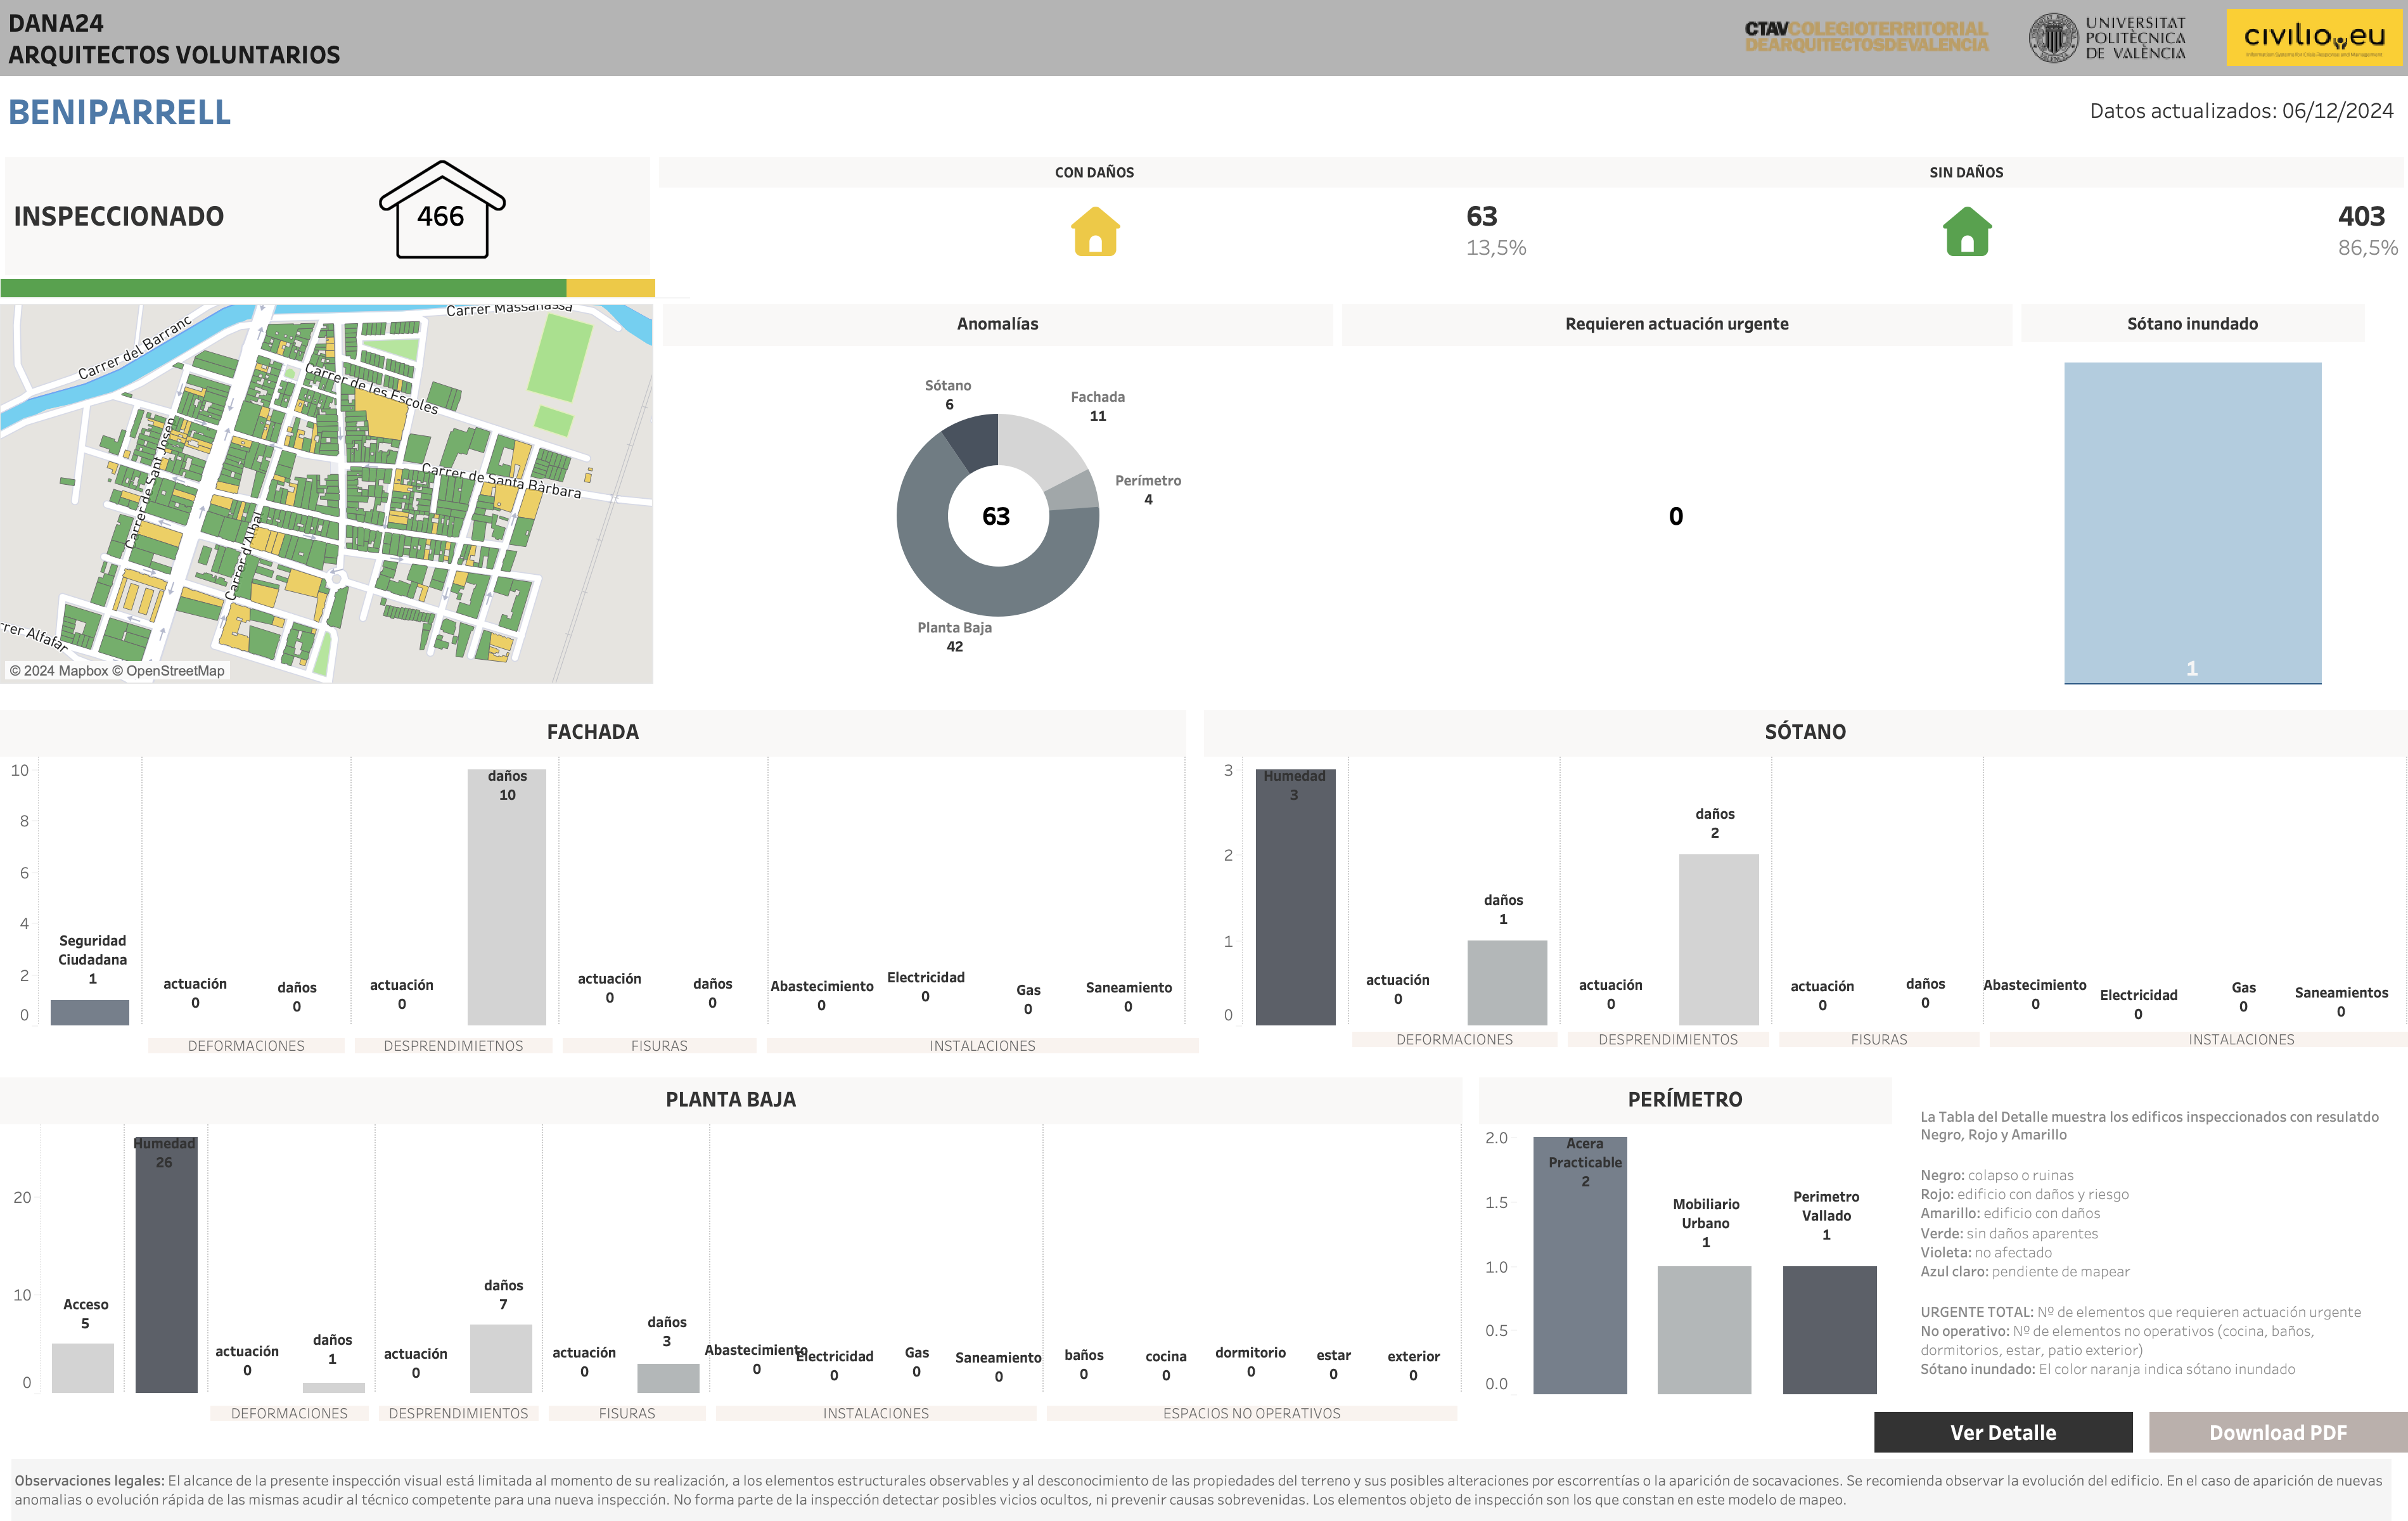 DANA24
ARQUITECTOS VOLUNTARIOS
CTAVCOLEGIOTERRITORIAL
DEARQUITECTOSDEVALENCIA
UNIVERSITAT
POLITÈCNICA
DE VALÈNCIA
civilio.eu
Information Systems for Crisis Response and Management
BENIPARRELL
Datos actualizados: 06/12/2024
INSPECCIONADO
466
CON DAÑOS
63
13,5%
SIN DAÑOS
403
86,5%
Carrer Massanassa
Carrer del Barranc
Carrer de les Escoles
Carrer de Sant Josep
Carrer de Santa Bàrbara
Carrer d'Albal
rrer Alfafar
© 2024 Mapbox © OpenStreetMap
Anomalías
Sótano
6
Fachada
11
Perímetro
4
63
Planta Baja
42
Requieren actuación urgente
0
Sótano inundado
1
FACHADA
10
8
6
4
2
0
Seguridad
Ciudadana
1
actuación
0
daños
0
actuación
0
daños
10
actuación
0
daños
0
Abastecimiento
0
Electricidad
0
Gas
0
Saneamiento
0
DEFORMACIONES
DESPRENDIMIETNOS
FISURAS
INSTALACIONES
SÓTANO
3
2
1
0
Humedad
3
actuación
0
daños
1
actuación
0
daños
2
actuación
0
daños
0
Abastecimiento
0
Electricidad
0
Gas
0
Saneamientos
0
DEFORMACIONES
DESPRENDIMIENTOS
FISURAS
INSTALACIONES
PLANTA BAJA
20
10
0
Acceso
5
Humedad
26
actuación
0
daños
1
actuación
0
daños
7
actuación
0
daños
3
Abastecimiento
0
Electricidad
0
Gas
0
Saneamiento
0
baños
0
cocina
0
dormitorio
0
estar
0
exterior
0
DEFORMACIONES
DESPRENDIMIENTOS
FISURAS
INSTALACIONES
ESPACIOS NO OPERATIVOS
PERÍMETRO
2.0
1.5
1.0
0.5
0.0
Acera
Practicable
2
Mobiliario
Urbano
1
Perimetro
Vallado
1
La Tabla del Detalle muestra los edificos inspeccionados con resulatdo
Negro, Rojo y Amarillo
Negro: colapso o ruinas
Rojo: edificio con daños y riesgo
Amarillo: edificio con daños
Verde: sin daños aparentes
Violeta: no afectado
Azul claro: pendiente de mapear
URGENTE TOTAL: Nº de elementos que requieren actuación urgente
No operativo: Nº de elementos no operativos (cocina, baños,
dormitorios, estar, patio exterior)
Sótano inundado: El color naranja indica sótano inundado
Ver Detalle
Download PDF
Observaciones legales: El alcance de la presente inspección visual está limitada al momento de su realización, a los elementos estructurales observables y al desconocimiento de las propiedades del terreno y sus posibles alteraciones por escorrentías o la aparición de socavaciones. Se recomienda observar la evolución del edificio. En el caso de aparición de nuevas
anomalias o evolución rápida de las mismas acudir al técnico competente para una nueva inspección. No forma parte de la inspección detectar posibles vicios ocultos, ni prevenir causas sobrevenidas. Los elementos objeto de inspección son los que constan en este modelo de mapeo.